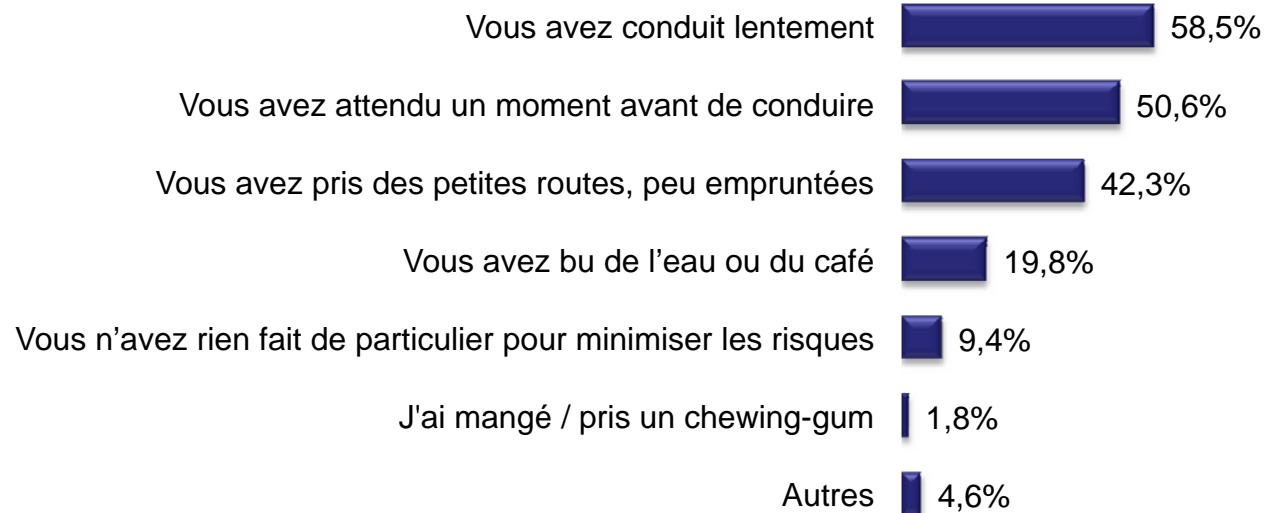 Vous avez conduit lentement 58,5%
Vous avez attendu un moment avant de conduire 50,6%
Vous avez pris des petites routes, peu empruntées 42,3%
Vous avez bu de l’eau ou du café 19,8%
Vous n’avez rien fait de particulier pour minimiser les risques 9,4%
J'ai mangé / pris un chewing-gum 1,8%
Autres 4,6%